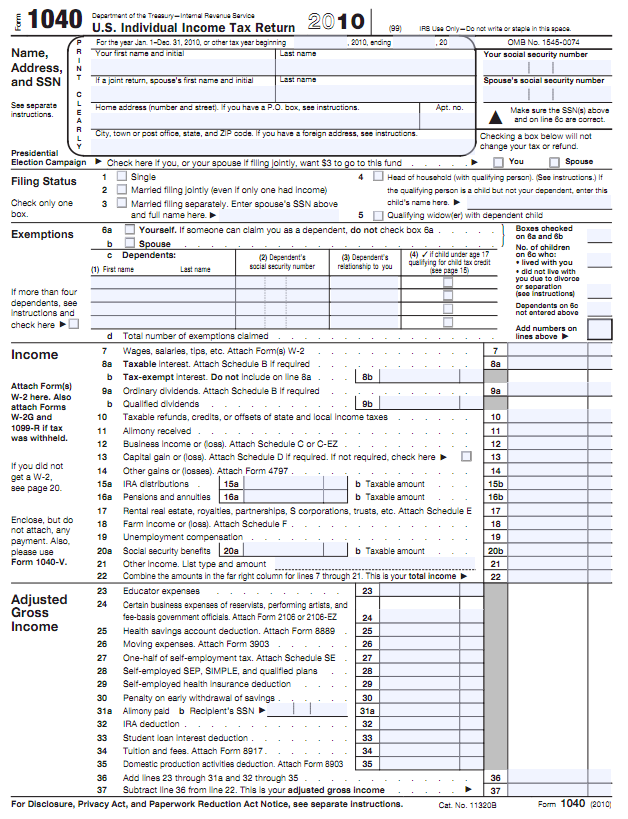 Form 1040 Department of the Treasury—Internal Revenue Service
U.S. Individual Income Tax Return 2010 (99) IRS Use Only—Do not write or staple in this space.
Name, Address, and SSN
See separate instructions.
PRINT CLEARLY
For the year Jan. 1–Dec. 31, 2010, or other tax year beginning , 2010, ending , 20 OMB No. 1545-0074
Your first name and initial Last name Your social security number
If a joint return, spouse's first name and initial Last name Spouse's social security number
Home address (number and street). If you have a P.O. box, see instructions. Apt. no. ▲ Make sure the SSN(s) above and on line 6c are correct.
City, town or post office, state, and ZIP code. If you have a foreign address, see instructions. Checking a box below will not change your tax or refund.
Presidential Election Campaign ▶ Check here if you, or your spouse if filing jointly, want $3 to go to this fund ▶ You Spouse
Filing Status
Check only one box.
1 Single
2 Married filing jointly (even if only one had income)
3 Married filing separately. Enter spouse's SSN above and full name here. ▶
4 Head of household (with qualifying person). (See instructions.) If the qualifying person is a child but not your dependent, enter this child's name here. ▶
5 Qualifying widow(er) with dependent child
Exemptions
6a Yourself. If someone can claim you as a dependent, do not check box 6a
b Spouse
c Dependents:
(1) First name Last name
(2) Dependent's social security number
(3) Dependent's relationship to you
(4) ✓ if child under age 17 qualifying for child tax credit (see page 15)
If more than four dependents, see instructions and check here ▶
d Total number of exemptions claimed
Boxes checked on 6a and 6b
No. of children on 6c who:
• lived with you
• did not live with you due to divorce or separation (see instructions)
Dependents on 6c not entered above
Add numbers on lines above ▶
Income
Attach Form(s) W-2 here. Also attach Forms W-2G and 1099-R if tax was withheld.
If you did not get a W-2, see page 20.
Enclose, but do not attach, any payment. Also, please use Form 1040-V.
7 Wages, salaries, tips, etc. Attach Form(s) W-2 7
8a Taxable interest. Attach Schedule B if required 8a
b Tax-exempt interest. Do not include on line 8a 8b
9a Ordinary dividends. Attach Schedule B if required 9a
b Qualified dividends 9b
10 Taxable refunds, credits, or offsets of state and local income taxes 10
11 Alimony received 11
12 Business income or (loss). Attach Schedule C or C-EZ 12
13 Capital gain or (loss). Attach Schedule D if required. If not required, check here ▶ 13
14 Other gains or (losses). Attach Form 4797 14
15a IRA distributions 15a b Taxable amount 15b
16a Pensions and annuities 16a b Taxable amount 16b
17 Rental real estate, royalties, partnerships, S corporations, trusts, etc. Attach Schedule E 17
18 Farm income or (loss). Attach Schedule F 18
19 Unemployment compensation 19
20a Social security benefits 20a b Taxable amount 20b
21 Other income. List type and amount 21
22 Combine the amounts in the far right column for lines 7 through 21. This is your total income ▶ 22
Adjusted Gross Income
23 Educator expenses 23
24 Certain business expenses of reservists, performing artists, and fee-basis government officials. Attach Form 2106 or 2106-EZ 24
25 Health savings account deduction. Attach Form 8889 25
26 Moving expenses. Attach Form 3903 26
27 One-half of self-employment tax. Attach Schedule SE 27
28 Self-employed SEP, SIMPLE, and qualified plans 28
29 Self-employed health insurance deduction 29
30 Penalty on early withdrawal of savings 30
31a Alimony paid b Recipient's SSN ▶ 31a
32 IRA deduction 32
33 Student loan interest deduction 33
34 Tuition and fees. Attach Form 8917 34
35 Domestic production activities deduction. Attach Form 8903 35
36 Add lines 23 through 31a and 32 through 35 36
37 Subtract line 36 from line 22. This is your adjusted gross income ▶ 37
For Disclosure, Privacy Act, and Paperwork Reduction Act Notice, see separate instructions. Cat. No. 11320B Form 1040 (2010)